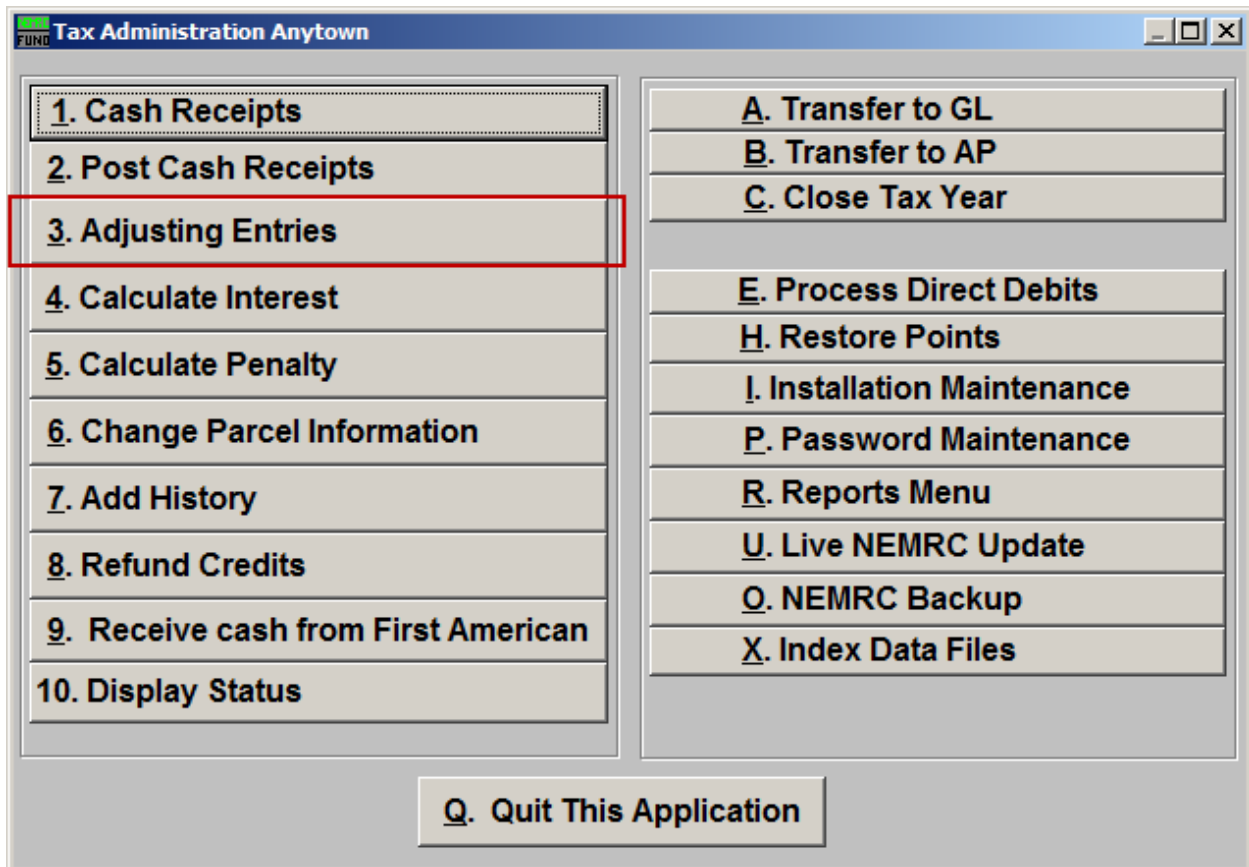 NEMRC
FUND
Tax Administration Anytown
1. Cash Receipts
2. Post Cash Receipts
3. Adjusting Entries
4. Calculate Interest
5. Calculate Penalty
6. Change Parcel Information
7. Add History
8. Refund Credits
9. Receive cash from First American
10. Display Status
A. Transfer to GL
B. Transfer to AP
C. Close Tax Year
E. Process Direct Debits
H. Restore Points
I. Installation Maintenance
P. Password Maintenance
R. Reports Menu
U. Live NEMRC Update
O. NEMRC Backup
X. Index Data Files
Q. Quit This Application